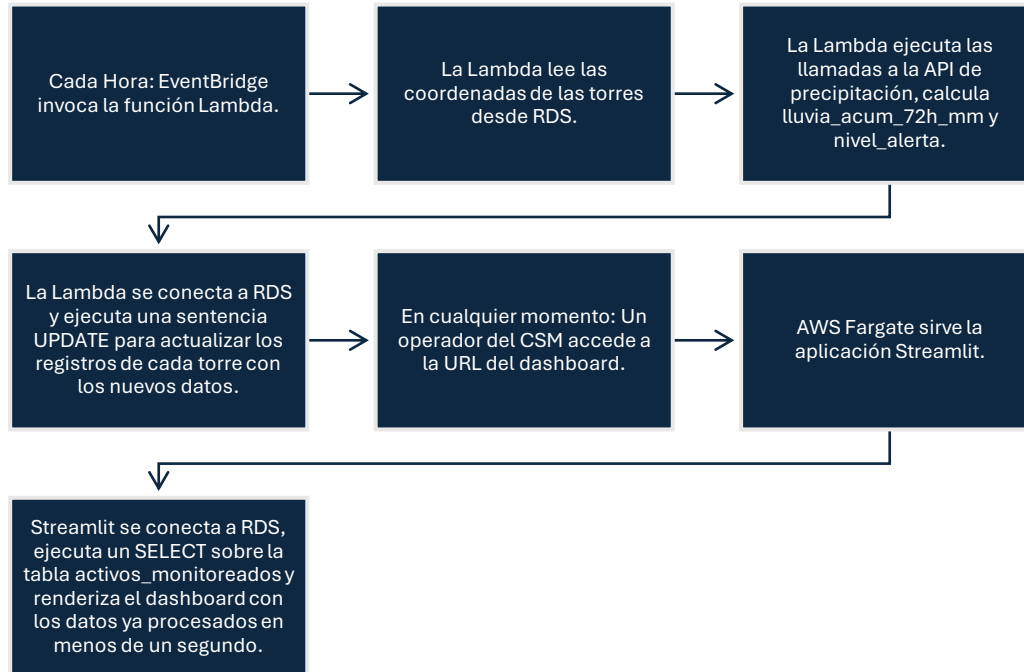 Cada Hora: EventBridge
invoca la función Lambda.
La Lambda lee las
coordenadas de las torres
desde RDS.
La Lambda ejecuta las
llamadas a la API de
precipitación, calcula
lluvia_acum_72h_mm y
nivel_alerta.
La Lambda se conecta a RDS
y ejecuta una sentencia
UPDATE para actualizar los
registros de cada torre con
los nuevos datos.
En cualquier momento: Un
operador del CSM accede a
la URL del dashboard.
AWS Fargate sirve la
aplicación Streamlit.
Streamlit se conecta a RDS,
ejecuta un SELECT sobre la
tabla activos_monitoreados y
renderiza el dashboard con
los datos ya procesados en
menos de un segundo.